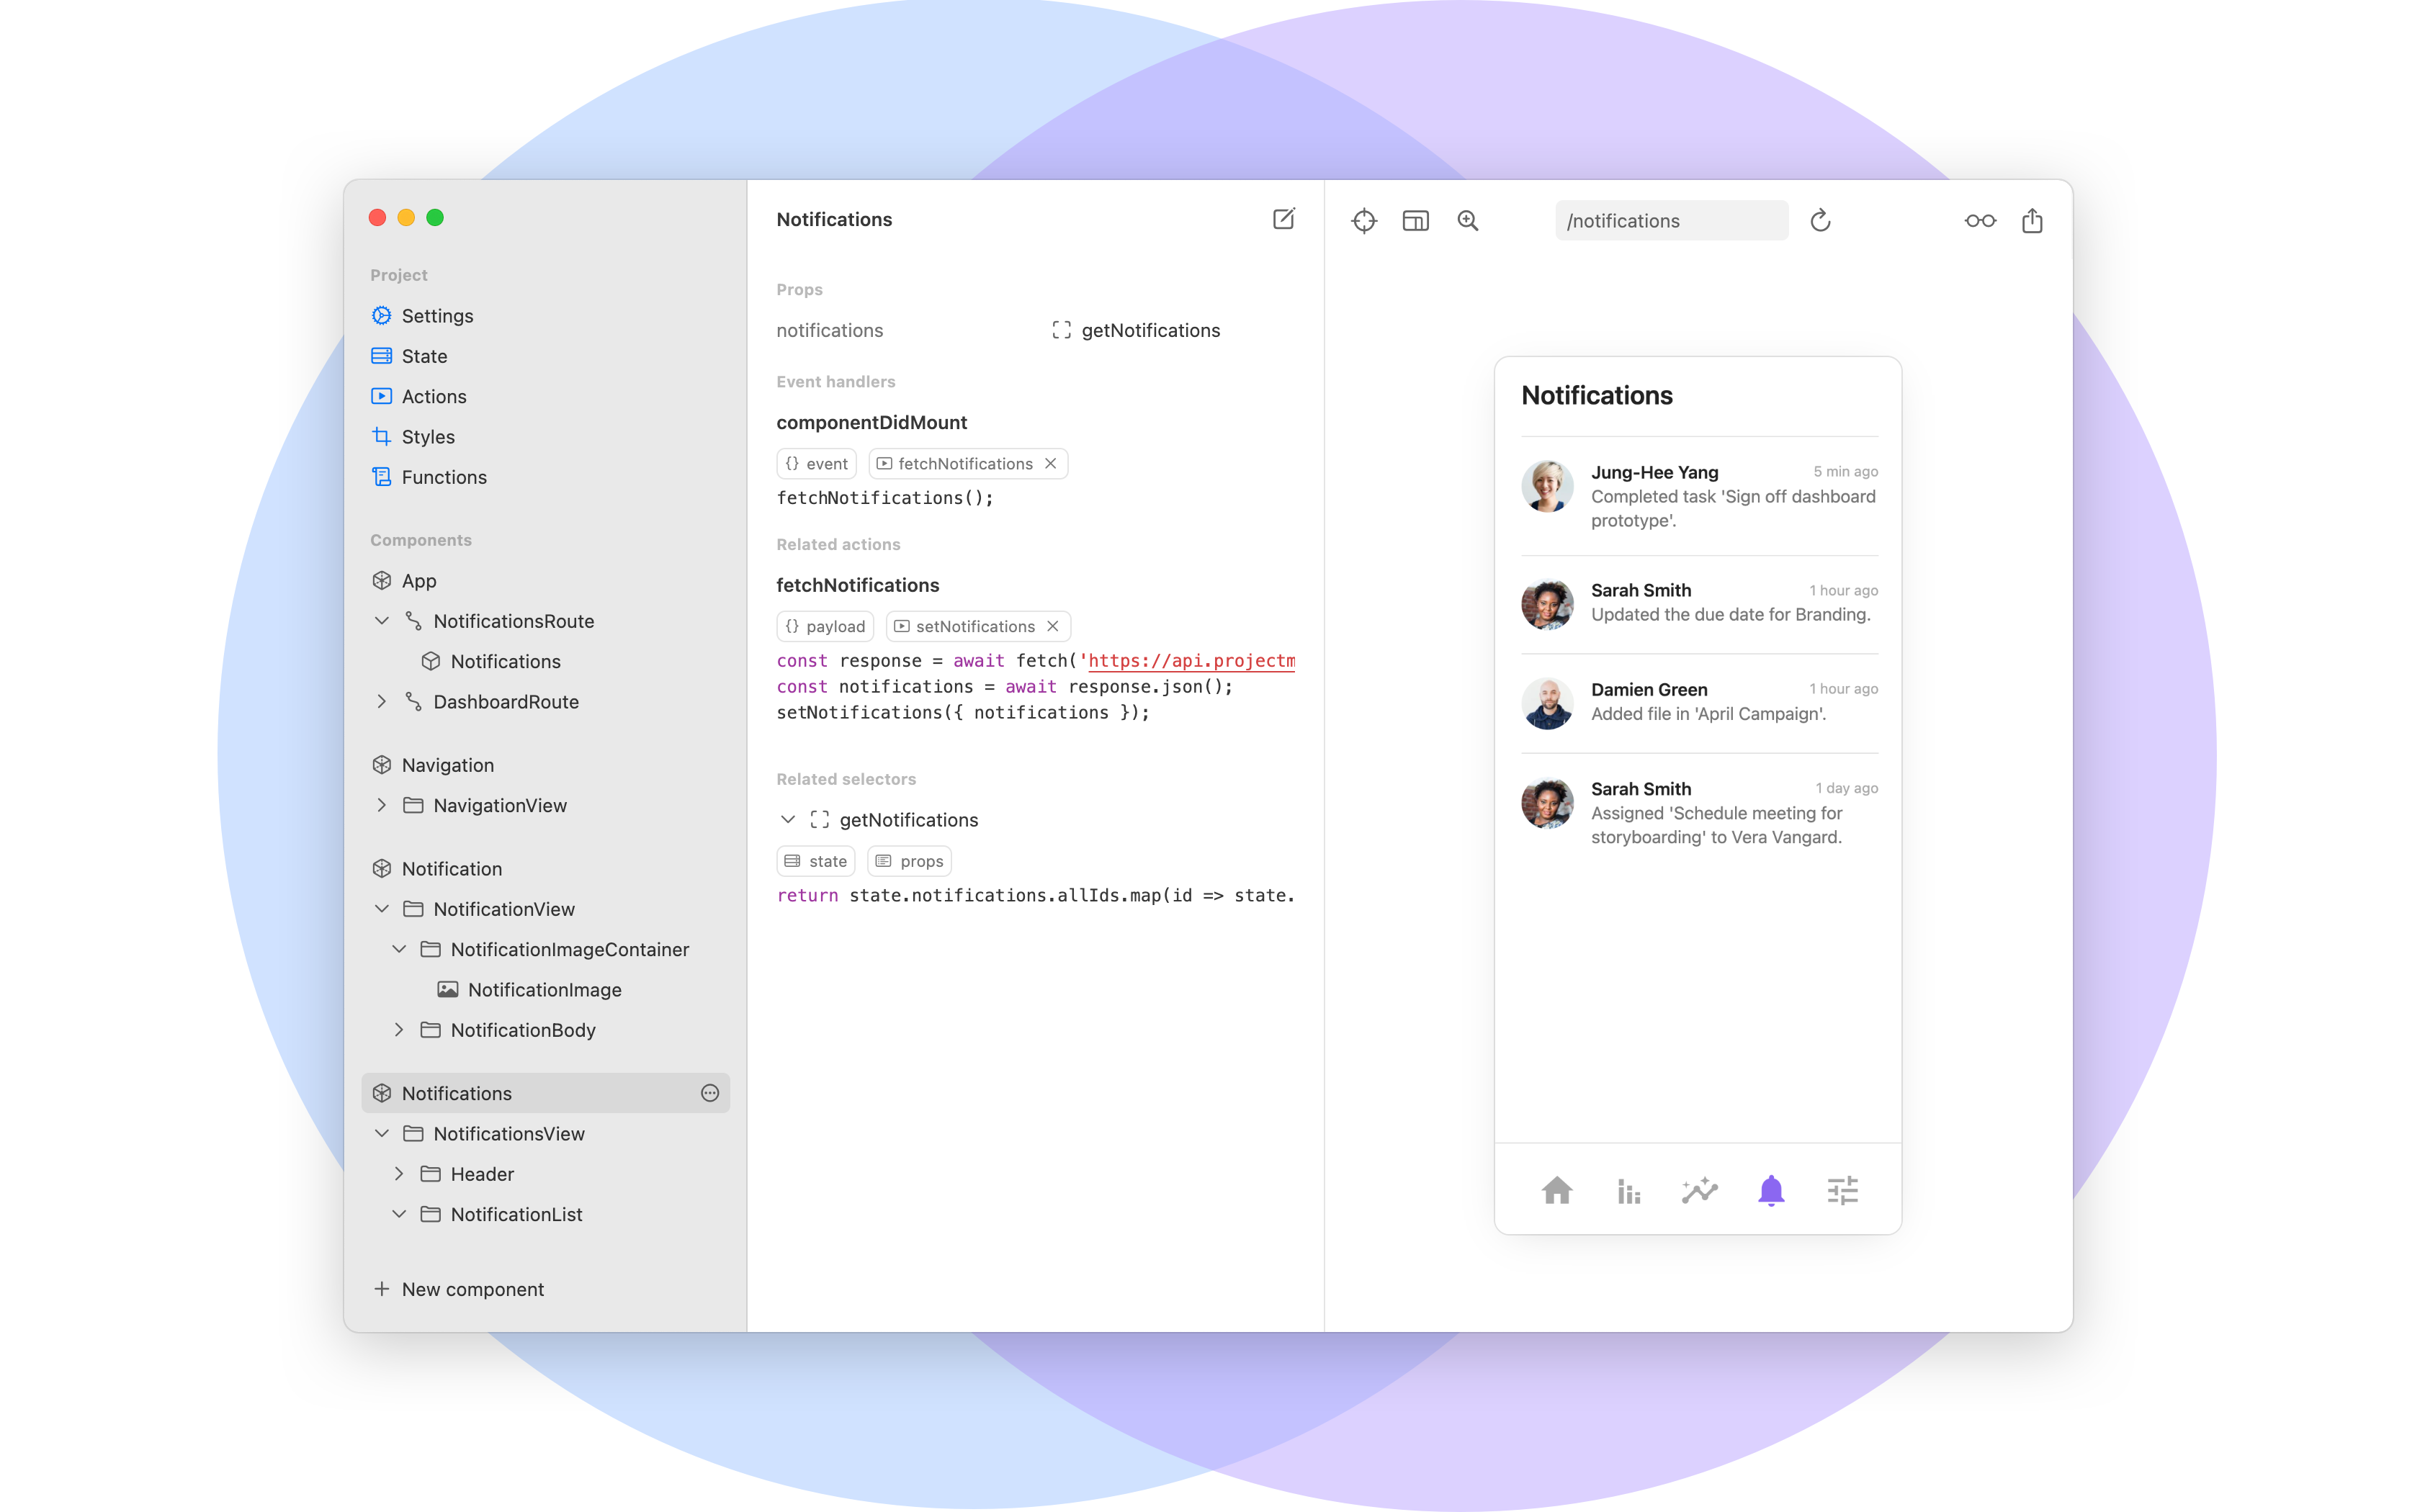 Project
Settings
State
Actions
Styles
Functions
Components
App
NotificationsRoute
Notifications
DashboardRoute
Navigation
NavigationView
Notification
NotificationView
NotificationImageContainer
NotificationImage
NotificationBody
Notifications
NotificationsView
Header
NotificationList
New component
Notifications
Props
notifications getNotifications
Event handlers
componentDidMount
{} event fetchNotifications
fetchNotifications();
Related actions
fetchNotifications
{} payload setNotifications
const response = await fetch('https://api.projectm
const notifications = await response.json();
setNotifications({ notifications });
Related selectors
getNotifications
state props
return state.notifications.allIds.map(id => state.
/notifications
Notifications
Jung-Hee Yang 5 min ago
Completed task 'Sign off dashboard
prototype'.
Sarah Smith 1 hour ago
Updated the due date for Branding.
Damien Green 1 hour ago
Added file in 'April Campaign'.
Sarah Smith 1 day ago
Assigned 'Schedule meeting for
storyboarding' to Vera Vangard.